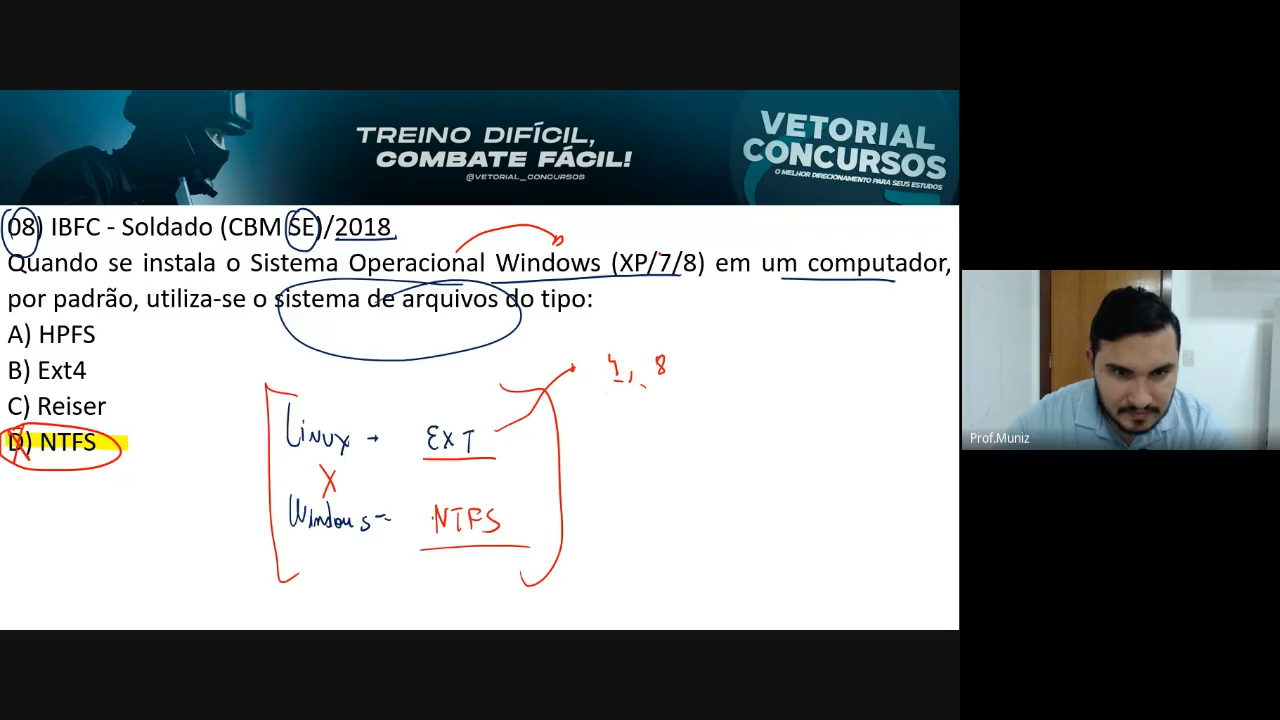 TREINO DIFÍCIL,
COMBATE FÁCIL!
@VETORIAL_CONCURSOS
VETORIAL
CONCURSOS
O MELHOR DIRECIONAMENTO PARA SEUS ESTUDOS
08) IBFC - Soldado (CBM SE)/2018
Quando se instala o Sistema Operacional Windows (XP/7/8) em um computador,
por padrão, utiliza-se o sistema de arquivos do tipo:
A) HPFS
B) Ext4
C) Reiser
D) NTFS
Linux → EXT
X
Windows - NTFS
4, 8
Prof.Muniz